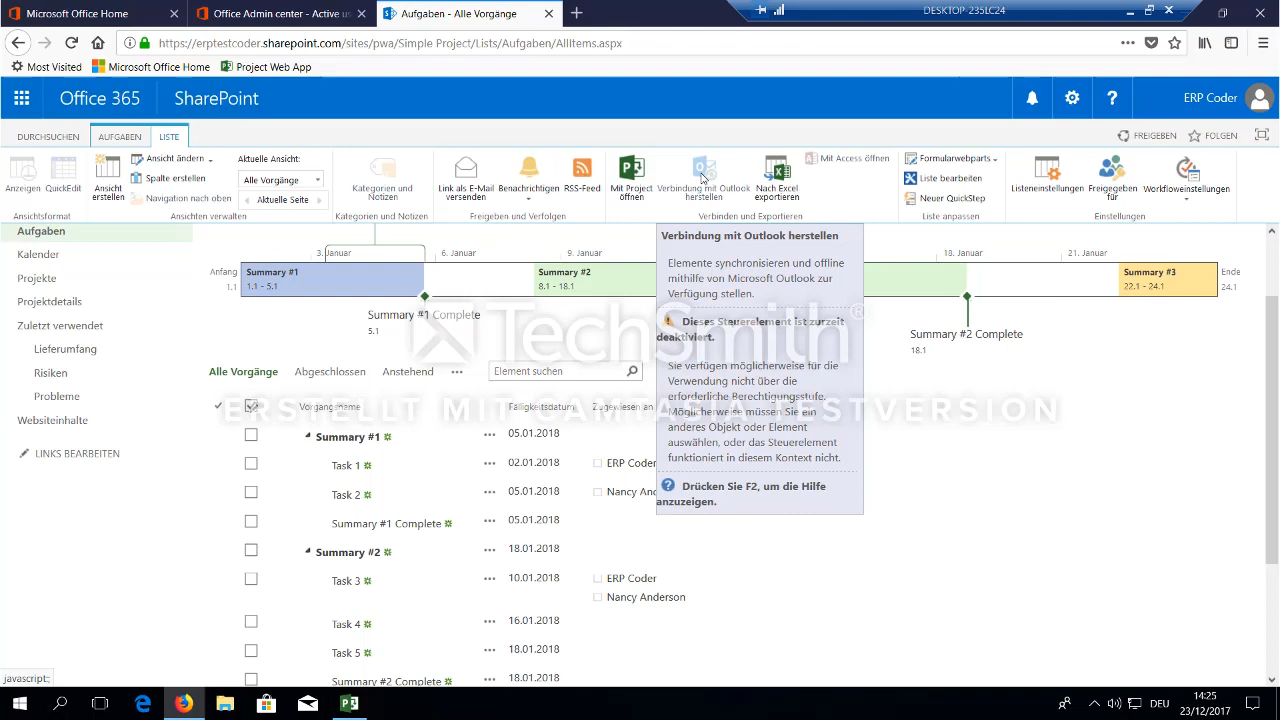 Microsoft Office Home
Office Admin center - Active us
Aufgaben - Alle Vorgänge
DESKTOP-235LC24
https://erptestcoder.sharepoint.com/sites/pwa/Simple Project/Lists/Aufgaben/AllItems.aspx
Most Visited
Microsoft Office Home
Project Web App
Office 365
SharePoint
ERP Coder
DURCHSUCHEN
AUFGABEN
LISTE
FREIGEBEN
FOLGEN
Anzeigen
QuickEdit
Ansichtsformat
Ansicht erstellen
Ansicht ändern
Spalte erstellen
Navigation nach oben
Aktuelle Ansicht:
Alle Vorgänge
Aktuelle Seite
Ansichten verwalten
Kategorien und Notizen
Kategorien und Notizen
Link als E-Mail versenden
Benachrichtigen
RSS-Feed
Freigeben und Verfolgen
Mit Project öffnen
Verbindung mit Outlook herstellen
Nach Excel exportieren
Mit Access öffnen
Verbinden und Exportieren
Formularwebparts
Liste bearbeiten
Neuer QuickStep
Liste anpassen
Listeneinstellungen
Freigegeben für
Workfloweinstellungen
Einstellungen
Aufgaben
Kalender
Projekte
Projektdetails
Zuletzt verwendet
Lieferumfang
Risiken
Probleme
Websiteinhalte
LINKS BEARBEITEN
3. Januar
6. Januar
9. Januar
18. Januar
21. Januar
Anfang
1.1
Summary #1
1.1 - 5.1
Summary #2
8.1 - 18.1
Summary #3
22.1 - 24.1
Ende
24.1
Summary #1 Complete
5.1
Summary #2 Complete
18.1
Verbindung mit Outlook herstellen
Elemente synchronisieren und offline
mithilfe von Microsoft Outlook zur
Verfügung stellen.
Dieses Steuerelement ist zurzeit
deaktiviert.
Sie verfügen möglicherweise für die
Verwendung nicht über die
erforderliche Berechtigungsstufe.
Möglicherweise müssen Sie ein
anderes Objekt oder Element
auswählen, oder das Steuerelement
funktioniert in diesem Kontext nicht.
Drücken Sie F2, um die Hilfe
anzuzeigen.
TechSmith®
ERSTELLT MIT CAMTASIA TESTVERSION
Alle Vorgänge
Abgeschlossen
Anstehend
Element suchen
Vorgangsname
Fälligkeitsdatum
Zugewiesen an
Summary #1
05.01.2018
Task 1
02.01.2018
ERP Coder
Task 2
05.01.2018
Nancy And
Summary #1 Complete
05.01.2018
Summary #2
18.01.2018
Task 3
10.01.2018
ERP Coder
Nancy Anderson
Task 4
16.01.2018
Task 5
18.01.2018
Summary #2 Complete
18.01.2018
javascript:;
DEU
14:25
23/12/2017